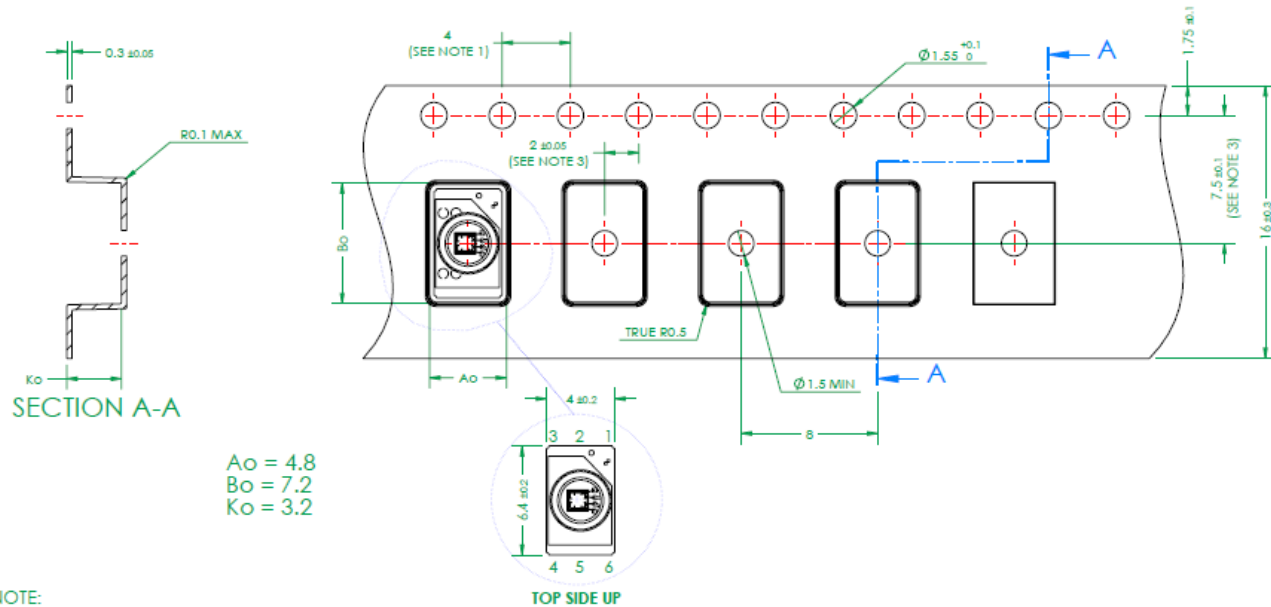 4
(SEE NOTE 1)
Ø1.55 +0.1 0
A
1.75 ±0.1
0.3 ±0.05
R0.1 MAX
2 ±0.05
(SEE NOTE 3)
7.5 ±0.1
(SEE NOTE 3)
16 ±0.3
Bo
TRUE R0.5
Ko
Ao
Ø1.5 MIN
A
SECTION A-A
4 ±0.2
8
3 2 1
Ao = 4.8
Bo = 7.2
Ko = 3.2
6.4 ±0.2
4 5 6
NOTE:
TOP SIDE UP